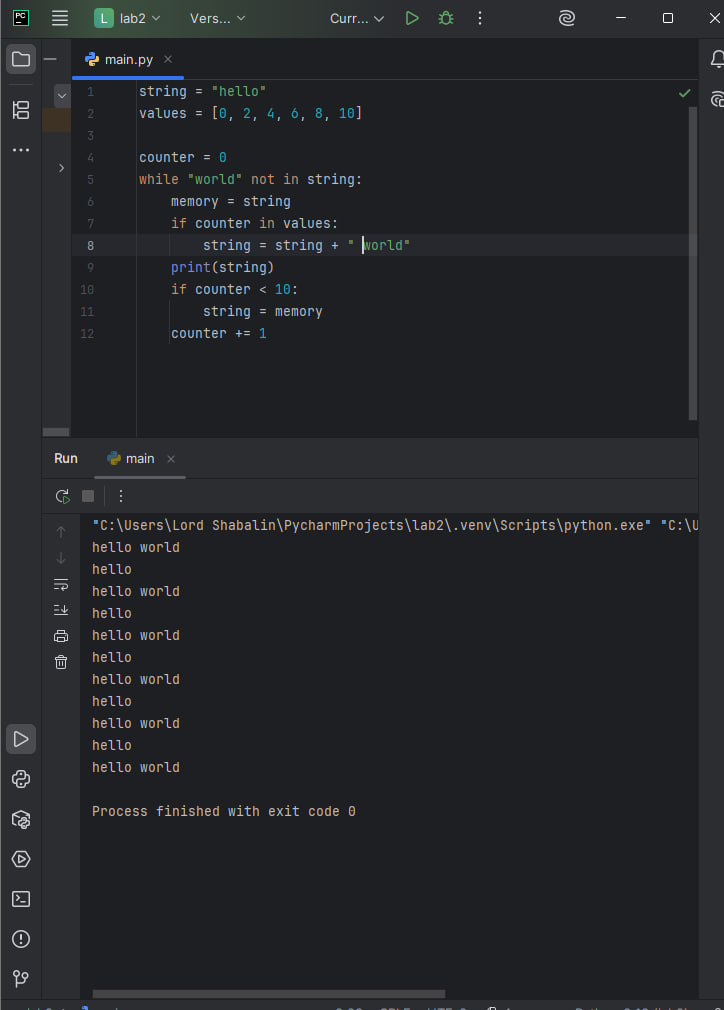 PC
L lab2 Vers... Curr...
main.py
1 string = "hello"
2 values = [0, 2, 4, 6, 8, 10]
3
4 counter = 0
5 while "world" not in string:
6 memory = string
7 if counter in values:
8 string = string + " world"
9 print(string)
10 if counter < 10:
11 string = memory
12 counter += 1
Run main
"C:\Users\Lord Shabalin\PycharmProjects\lab2\.venv\Scripts\python.exe" "C:\U
hello world
hello
hello world
hello
hello world
hello
hello world
hello
hello world
hello
hello world
Process finished with exit code 0